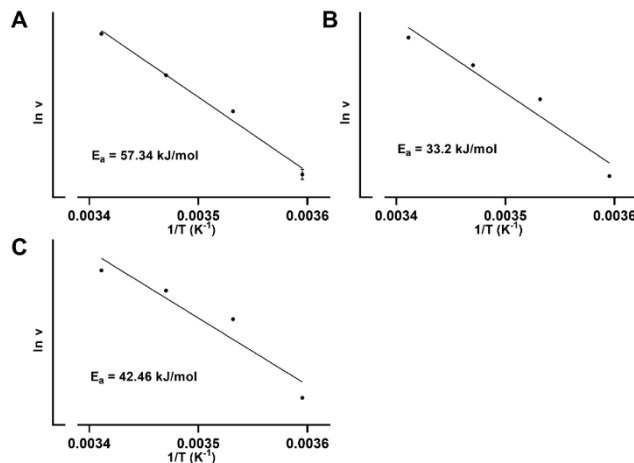 A
ln v
Eₐ = 57.34 kJ/mol
0.0034 0.0035 0.0036
1/T (K⁻¹)
B
ln v
Eₐ = 33.2 kJ/mol
0.0034 0.0035 0.0036
1/T (K⁻¹)
C
ln v
Eₐ = 42.46 kJ/mol
0.0034 0.0035 0.0036
1/T (K⁻¹)